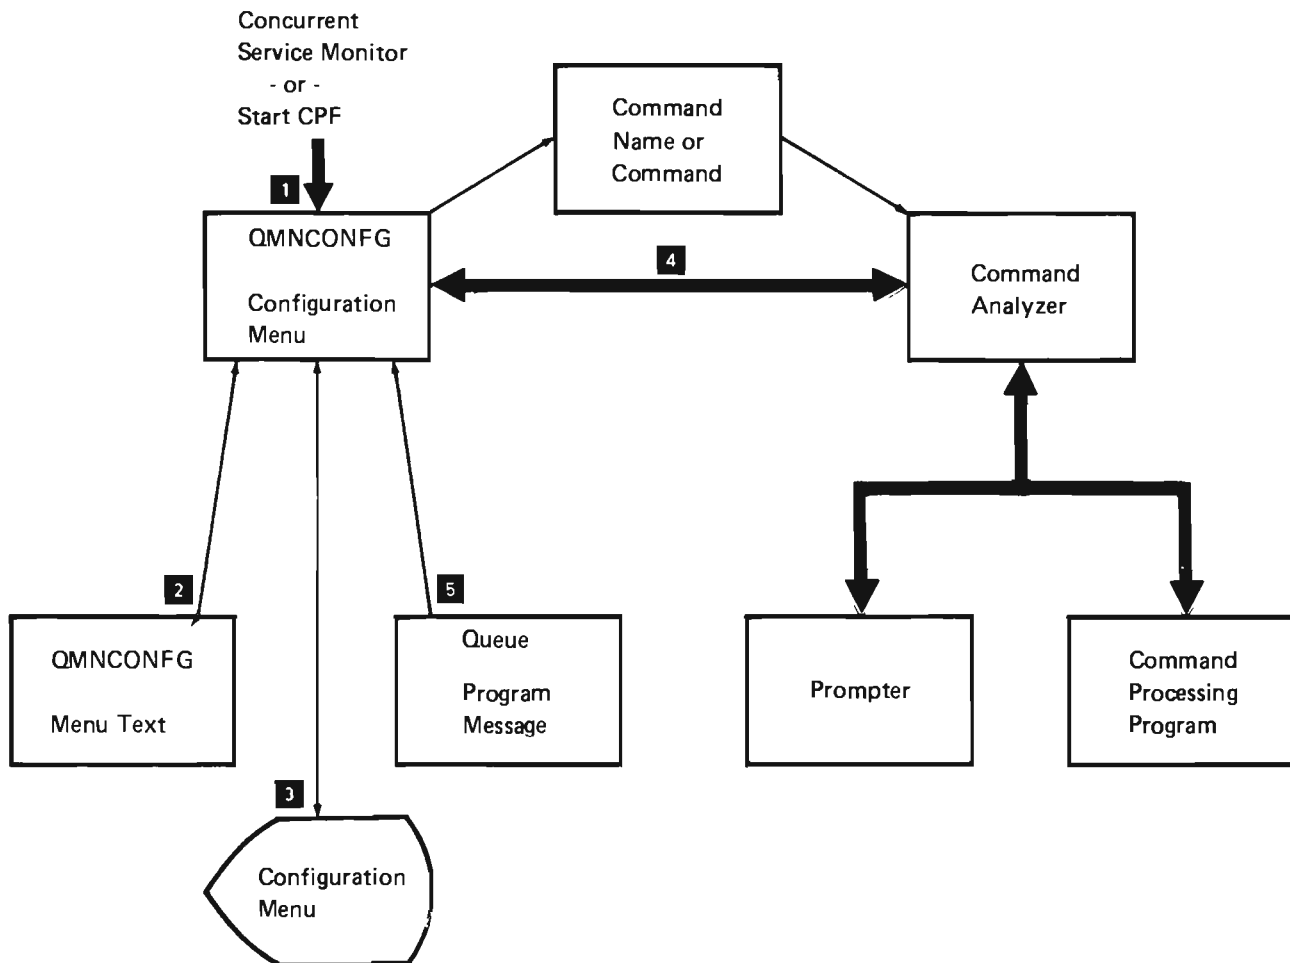 Concurrent
Service Monitor
- or -
Start CPF
Command
Name or
Command
1
QMNCONFG
Configuration
Menu
4
Command
Analyzer
2
QMNCONFG
Menu Text
5
Queue
Program
Message
Prompter
Command
Processing
Program
3
Configuration
Menu